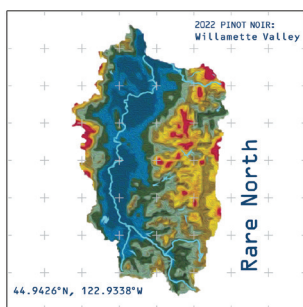 2022 PINOT NOIR:
Willamette Valley
Rare North
44.9426°N, 122.9338°W